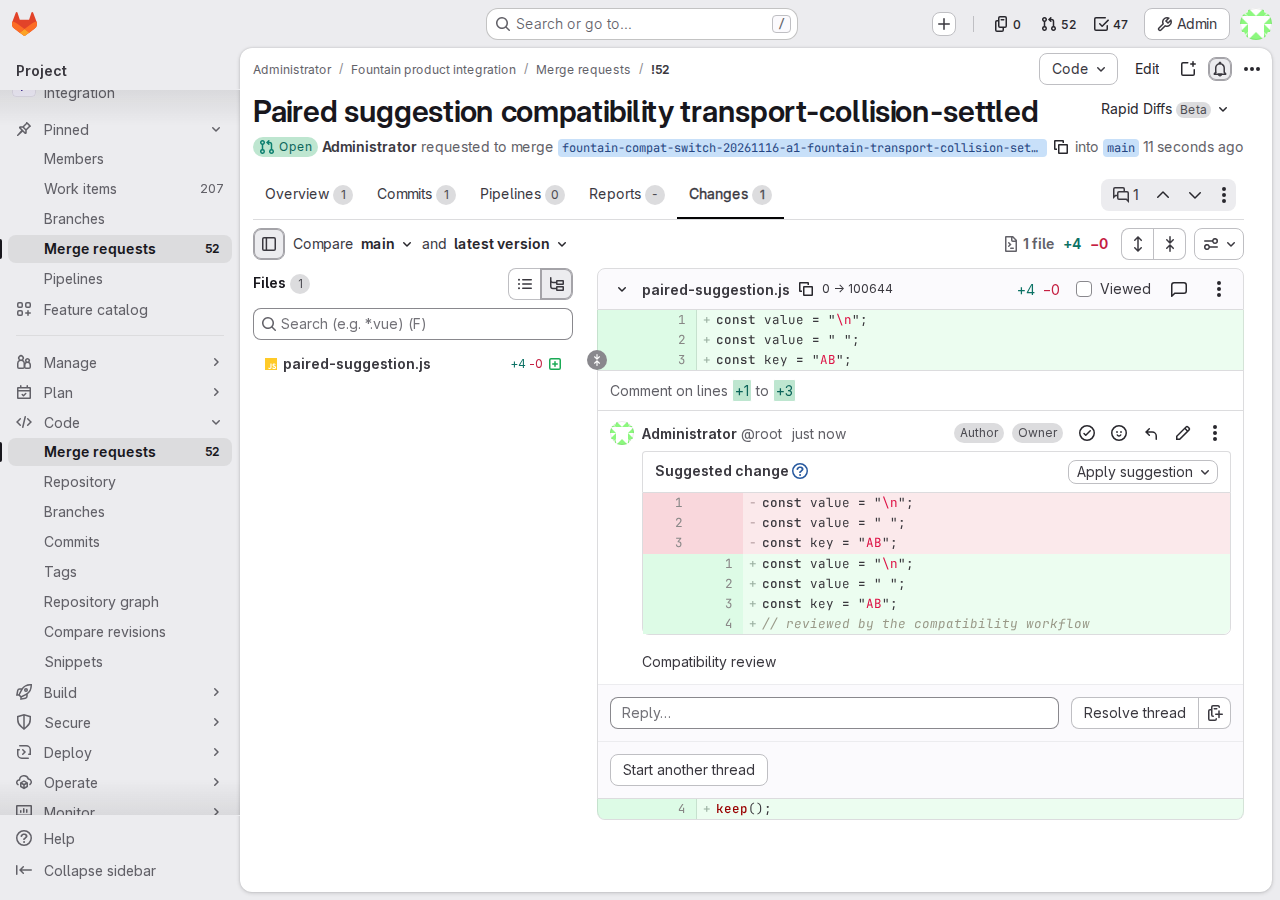 Search or go to...
/
0
52
47
Admin
Project
integration
Pinned
Members
Work items 207
Branches
Merge requests 52
Pipelines
Feature catalog
Manage
Plan
Code
Merge requests 52
Repository
Branches
Commits
Tags
Repository graph
Compare revisions
Snippets
Build
Secure
Deploy
Operate
Monitor
Help
Collapse sidebar
Administrator / Fountain product integration / Merge requests / !52
Code
Edit
Paired suggestion compatibility transport-collision-settled
Rapid Diffs Beta
Open Administrator requested to merge fountain-compat-switch-20261116-a1-fountain-transport-collision-set… into main 11 seconds ago
Overview 1 Commits 1 Pipelines 0 Reports - Changes 1
1
Compare main and latest version
1 file +4 −0
Files 1
Search (e.g. *.vue) (F)
JS paired-suggestion.js +4 -0
paired-suggestion.js 0 → 100644 +4 −0 Viewed
1 + const value = "\n";
2 + const value = " ";
3 + const key = "AB";
Comment on lines +1 to +3
Administrator @root just now Author Owner
Suggested change ? Apply suggestion
1 - const value = "\n";
2 - const value = " ";
3 - const key = "AB";
1 + const value = "\n";
2 + const value = " ";
3 + const key = "AB";
4 + // reviewed by the compatibility workflow
Compatibility review
Reply…
Resolve thread
Start another thread
4 + keep();